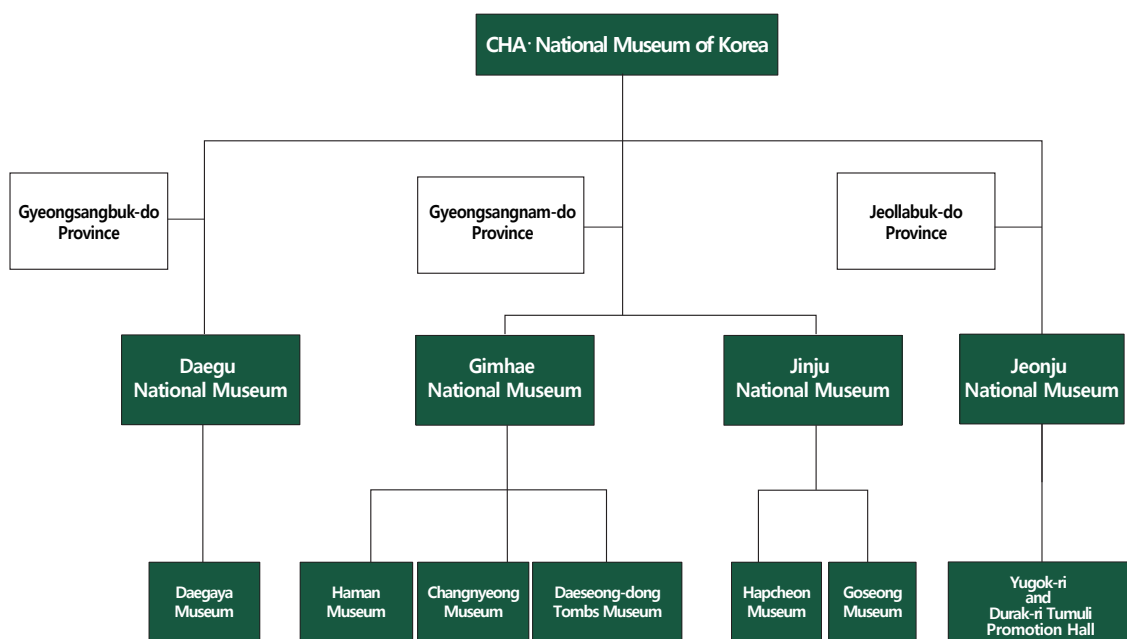 CHA· National Museum of Korea
Gyeongsangbuk-do
Province
Gyeongsangnam-do
Province
Jeollabuk-do
Province
Daegu
National Museum
Gimhae
National Museum
Jinju
National Museum
Jeonju
National Museum
Daegaya
Museum
Haman
Museum
Changnyeong
Museum
Daeseong-dong
Tombs Museum
Hapcheon
Museum
Goseong
Museum
Yugok-ri
and
Durak-ri Tumuli
Promotion Hall